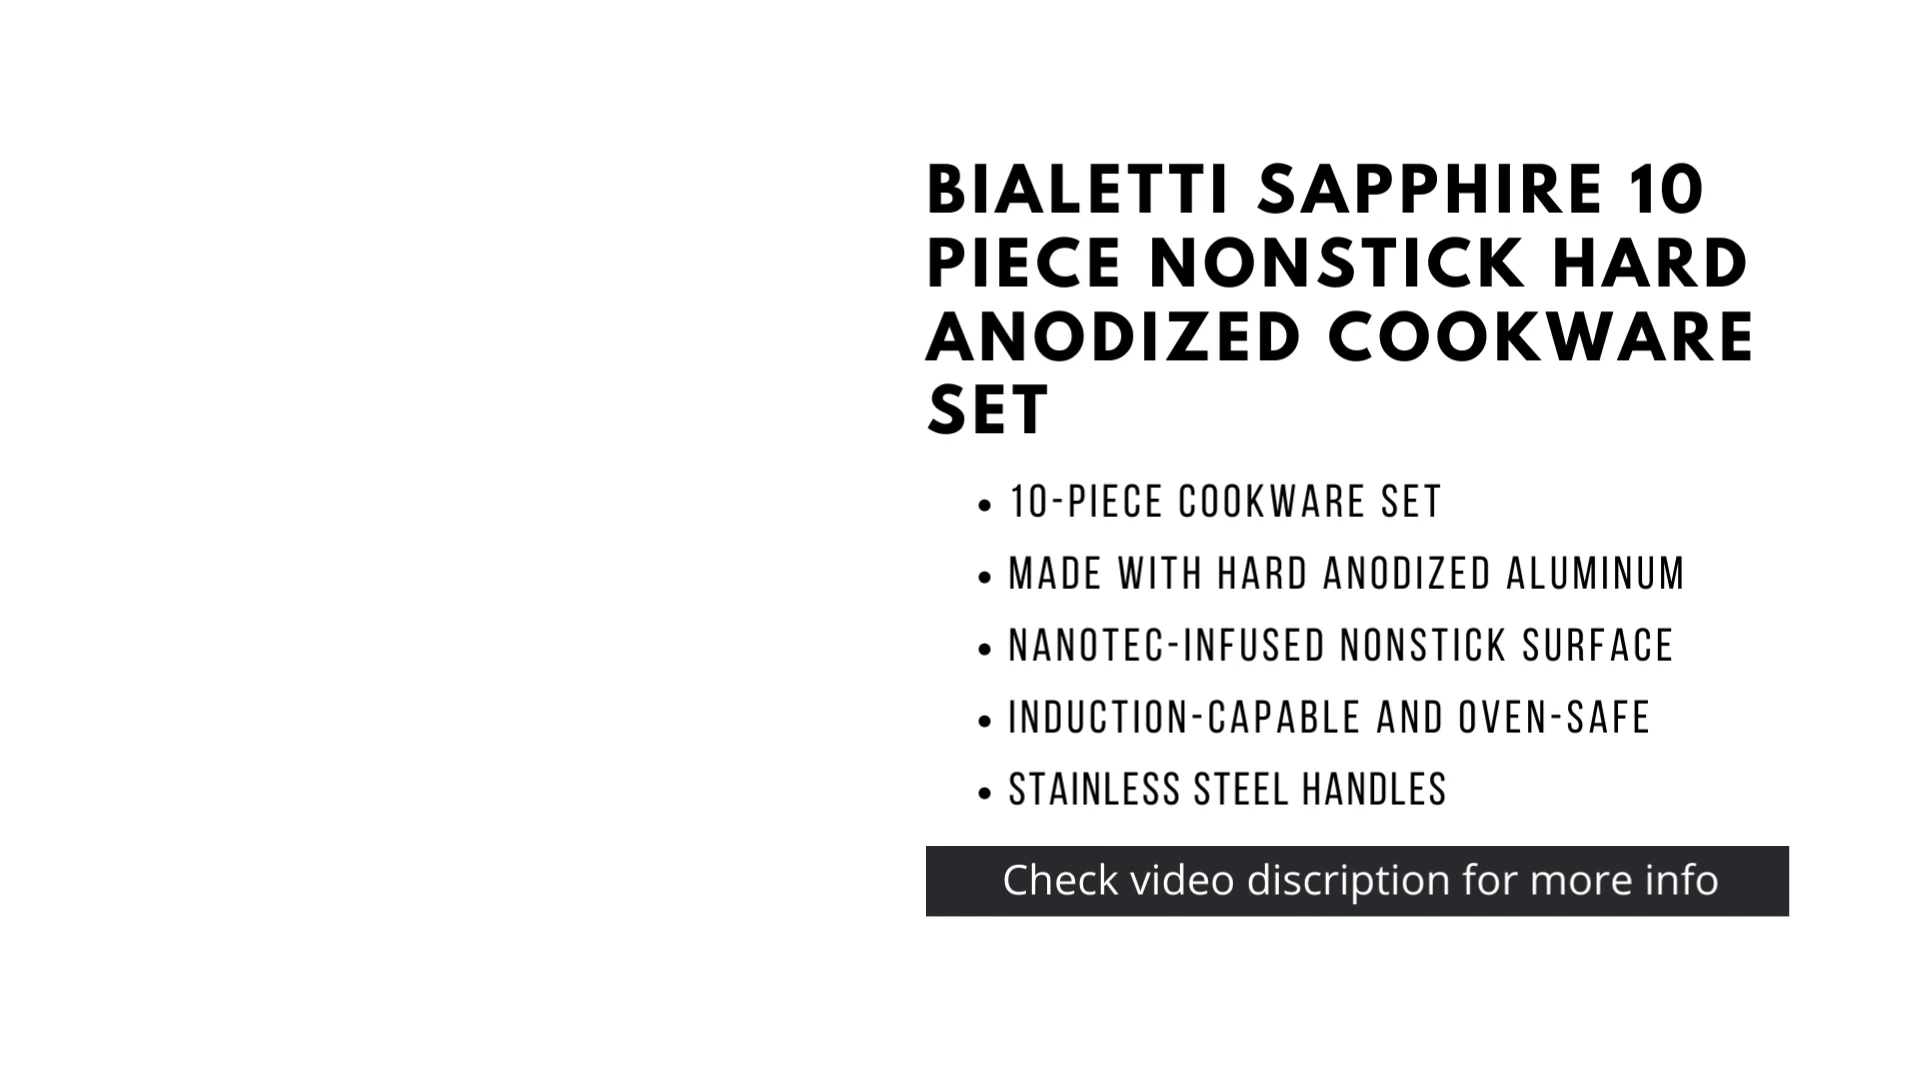 BIALETTI SAPPHIRE 10
PIECE NONSTICK HARD
ANODIZED COOKWARE
SET
• 10-PIECE COOKWARE SET
• MADE WITH HARD ANODIZED ALUMINUM
• NANOTEC-INFUSED NONSTICK SURFACE
• INDUCTION-CAPABLE AND OVEN-SAFE
• STAINLESS STEEL HANDLES
Check video discription for more info